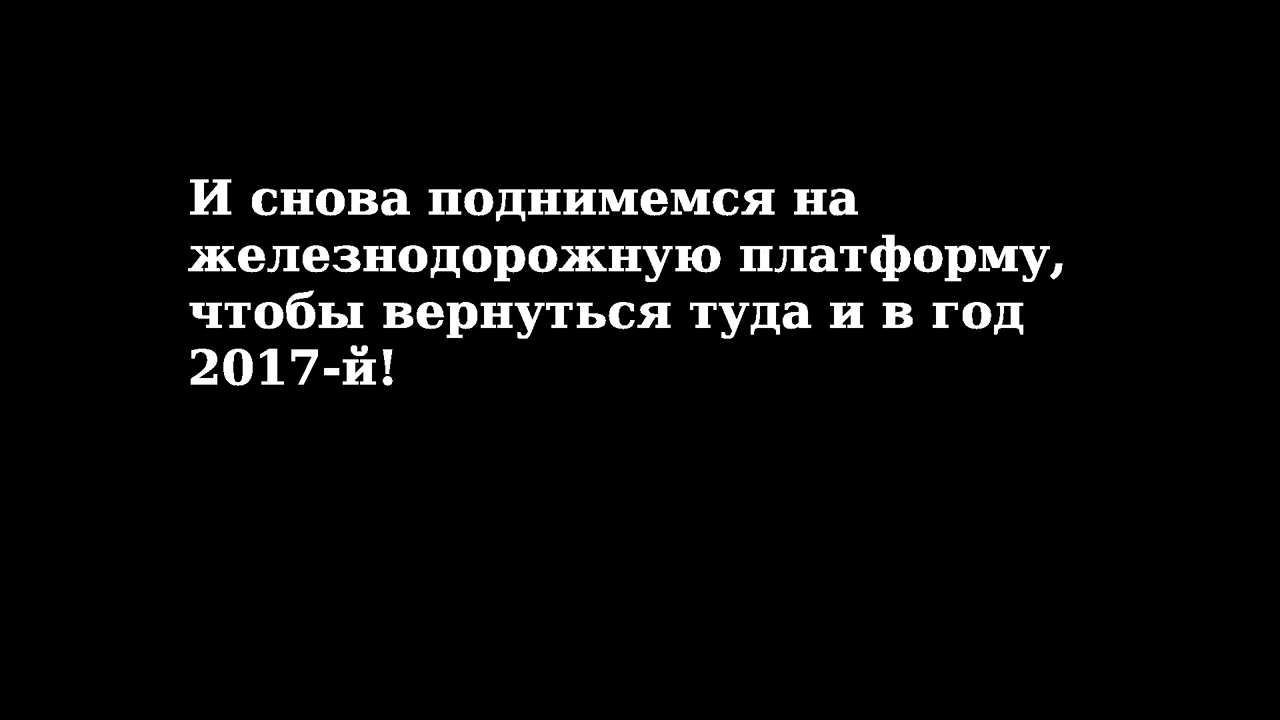 И снова поднимемся на
железнодорожную платформу,
чтобы вернуться туда и в год
2017-й!